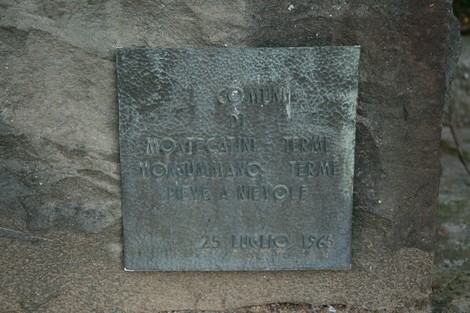 I COMUNI
DI
MONTECATINI - TERME
MONSUMMANO - TERME
PIEVE A NIEVOLE
25 LUGLIO 1965